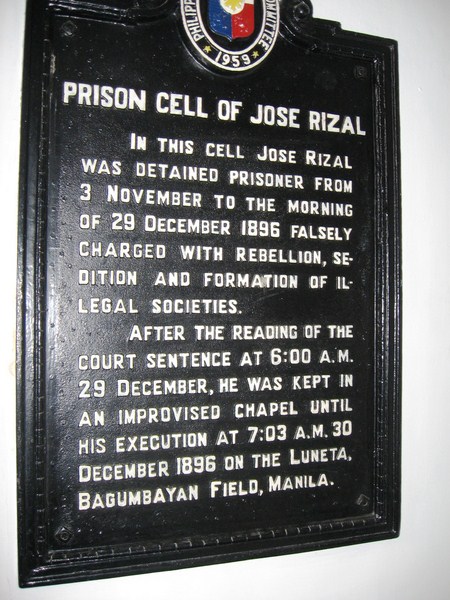 PHILIPP COMMITTEE
1959
PRISON CELL OF JOSE RIZAL
IN THIS CELL JOSE RIZAL
WAS DETAINED PRISONER FROM
3 NOVEMBER TO THE MORNING
OF 29 DECEMBER 1896 FALSELY
CHARGED WITH REBELLION, SE-
DITION AND FORMATION OF IL-
LEGAL SOCIETIES.
AFTER THE READING OF THE
COURT SENTENCE AT 6:00 A.M.
29 DECEMBER, HE WAS KEPT IN
AN IMPROVISED CHAPEL UNTIL
HIS EXECUTION AT 7:03 A.M. 30
DECEMBER 1896 ON THE LUNETA,
BAGUMBAYAN FIELD, MANILA.